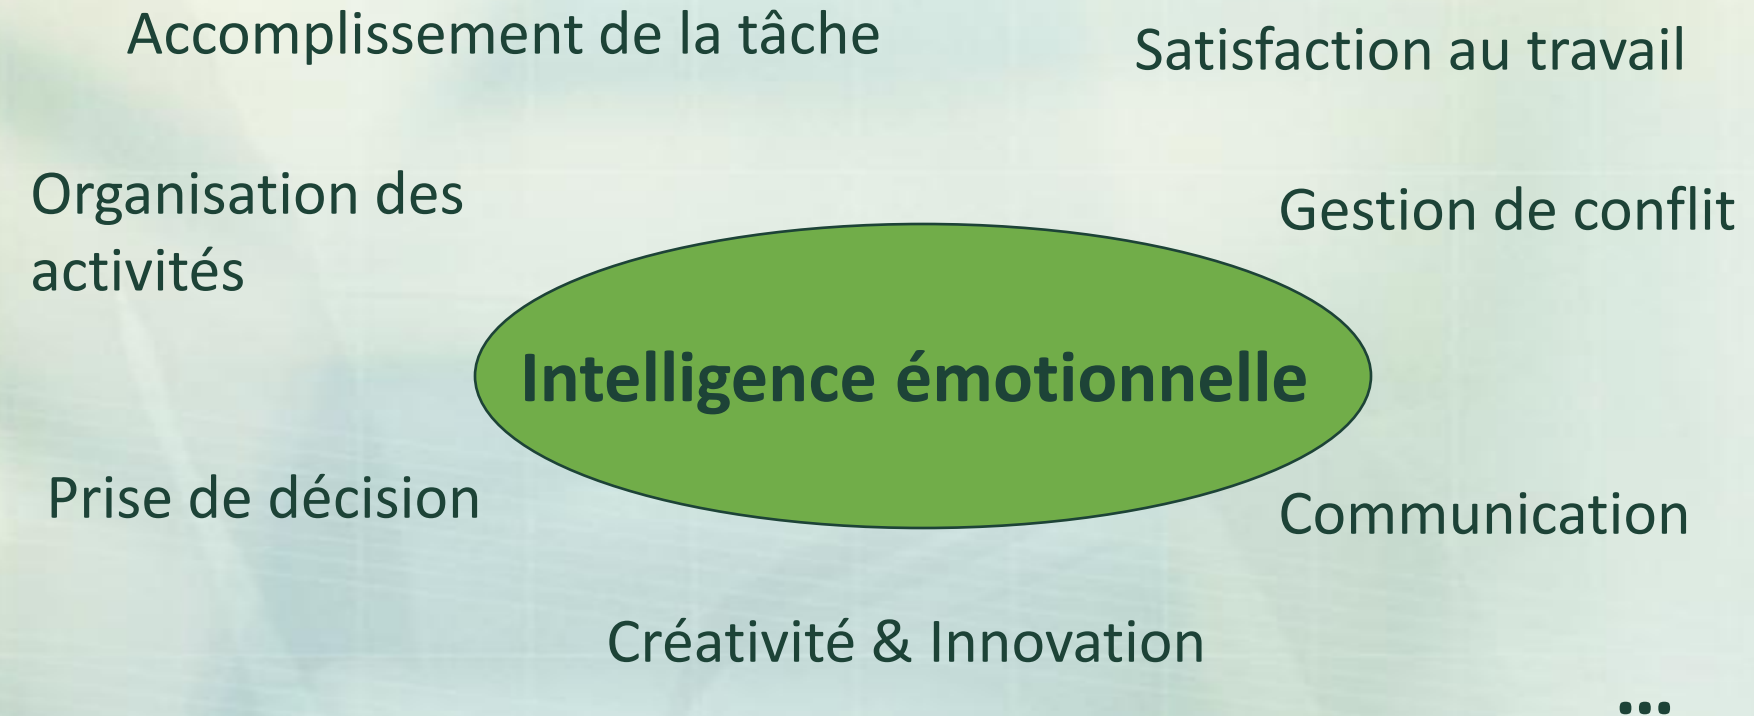 Accomplissement de la tâche
Satisfaction au travail
Organisation des
activités
Gestion de conflit
Intelligence émotionnelle
Prise de décision
Communication
Créativité & Innovation
...